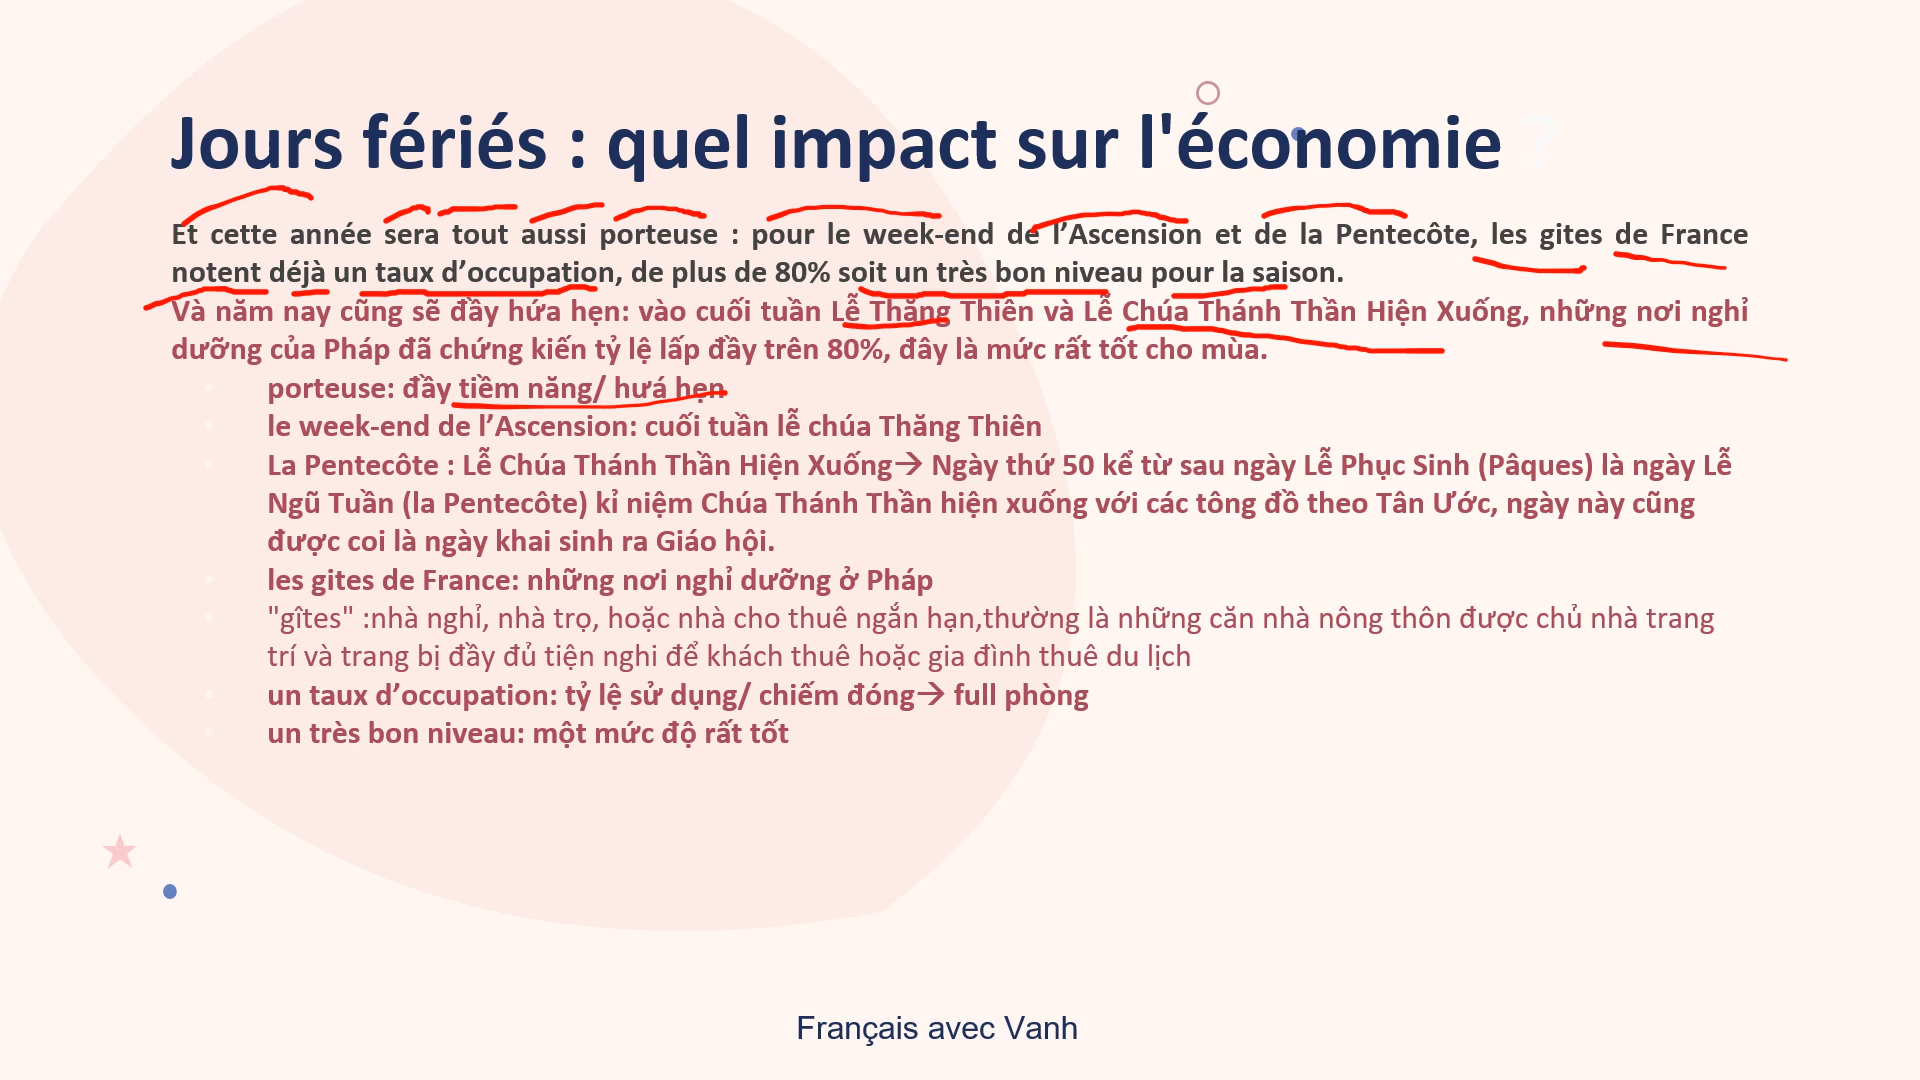 Jours fériés : quel impact sur l'économie ?
Et cette année sera tout aussi porteuse : pour le week-end de l’Ascension et de la Pentecôte, les gites de France
notent déjà un taux d’occupation, de plus de 80% soit un très bon niveau pour la saison.
Và năm nay cũng sẽ đầy hứa hẹn: vào cuối tuần Lễ Thăng Thiên và Lễ Chúa Thánh Thần Hiện Xuống, những nơi nghỉ
dưỡng của Pháp đã chứng kiến tỷ lệ lấp đầy trên 80%, đây là mức rất tốt cho mùa.
porteuse: đầy tiềm năng/ hưá hẹn
le week-end de l’Ascension: cuối tuần lễ chúa Thăng Thiên
La Pentecôte : Lễ Chúa Thánh Thần Hiện Xuống→ Ngày thứ 50 kể từ sau ngày Lễ Phục Sinh (Pâques) là ngày Lễ
Ngũ Tuần (la Pentecôte) kỉ niệm Chúa Thánh Thần hiện xuống với các tông đồ theo Tân Ước, ngày này cũng
được coi là ngày khai sinh ra Giáo hội.
les gites de France: những nơi nghỉ dưỡng ở Pháp
"gîtes" :nhà nghỉ, nhà trọ, hoặc nhà cho thuê ngắn hạn,thường là những căn nhà nông thôn được chủ nhà trang
trí và trang bị đầy đủ tiện nghi để khách thuê hoặc gia đình thuê du lịch
un taux d’occupation: tỷ lệ sử dụng/ chiếm đóng→ full phòng
un très bon niveau: một mức độ rất tốt
Français avec Vanh